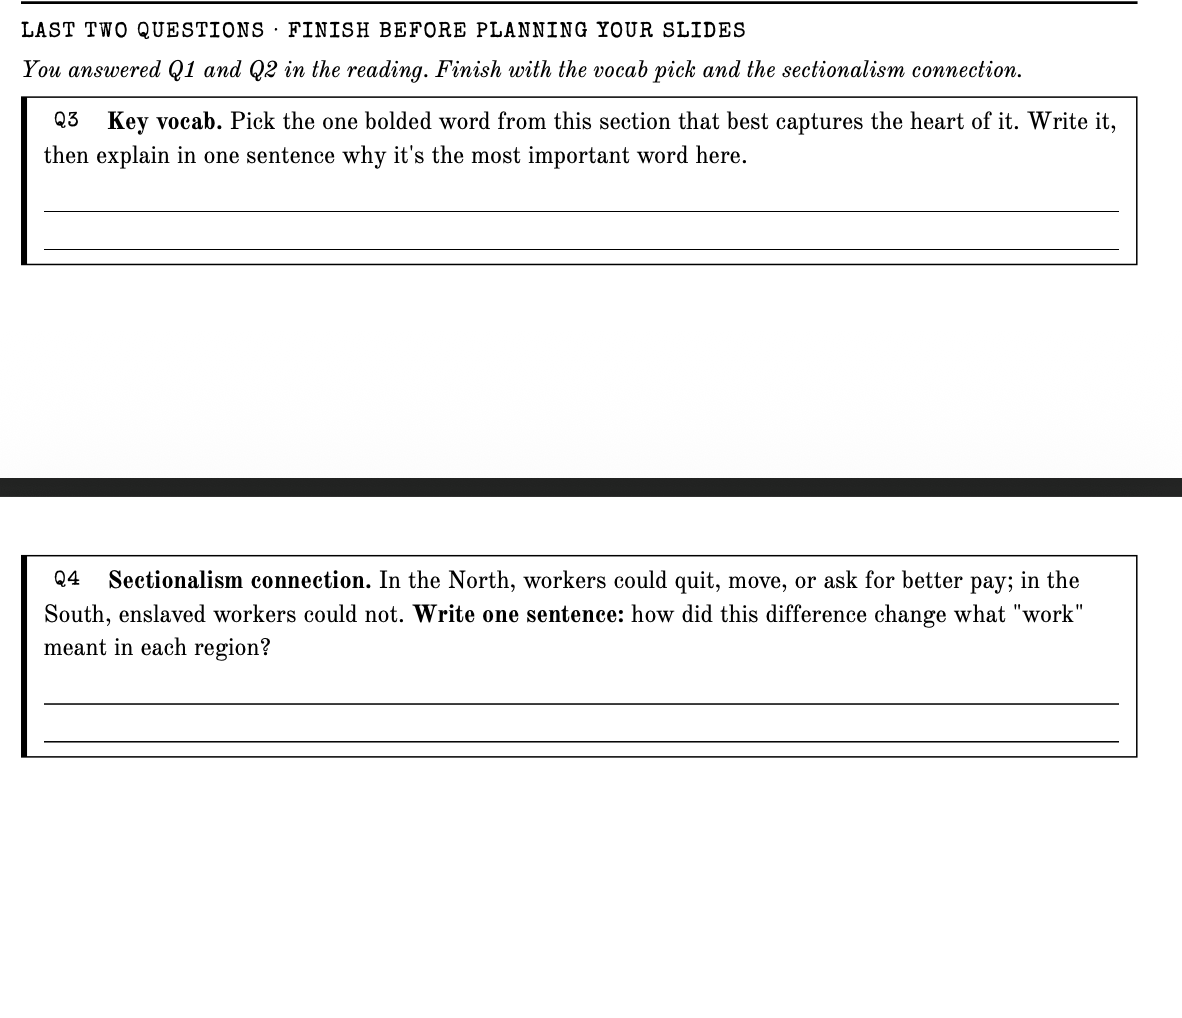 LAST TWO QUESTIONS · FINISH BEFORE PLANNING YOUR SLIDES
You answered Q1 and Q2 in the reading. Finish with the vocab pick and the sectionalism connection.
Q3 Key vocab. Pick the one bolded word from this section that best captures the heart of it. Write it,
then explain in one sentence why it's the most important word here.
Q4 Sectionalism connection. In the North, workers could quit, move, or ask for better pay; in the
South, enslaved workers could not. Write one sentence: how did this difference change what "work"
meant in each region?